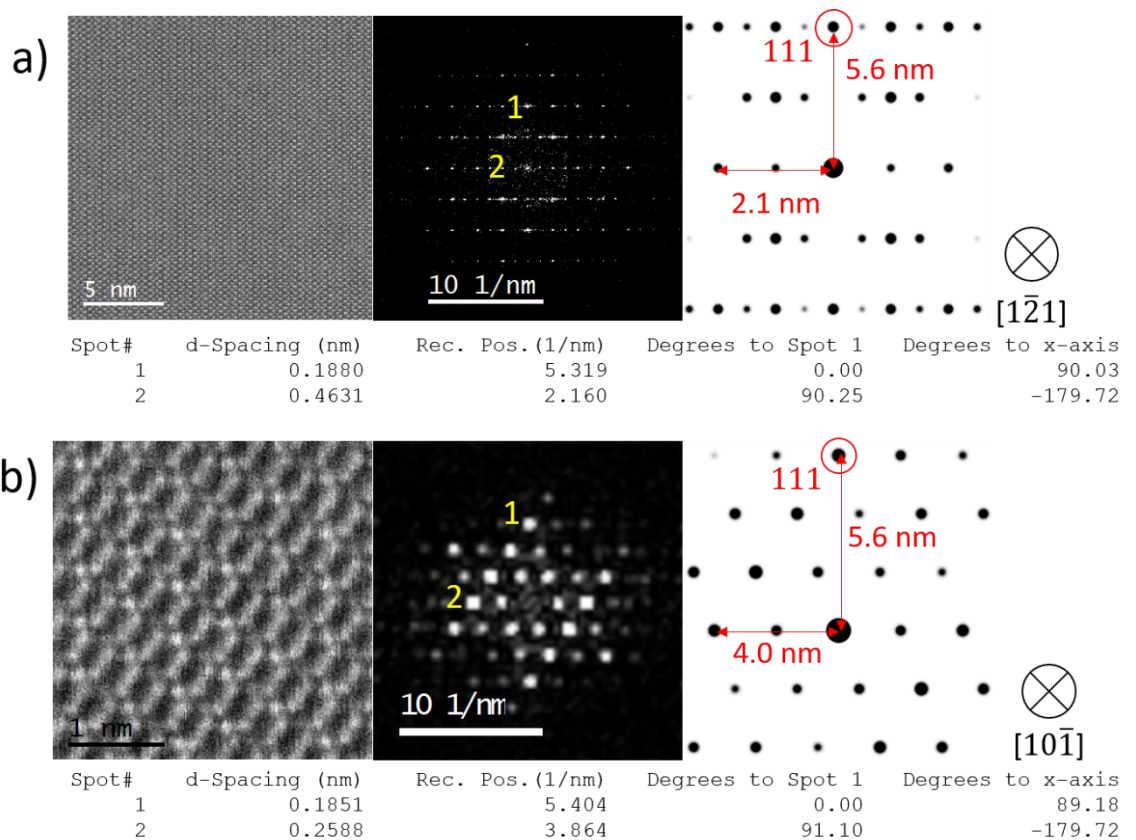 a)
5 nm
1
2
10 1/nm
111
5.6 nm
2.1 nm
[12̄1]
Spot# d-Spacing (nm) Rec. Pos.(1/nm) Degrees to Spot 1 Degrees to x-axis
1 0.1880 5.319 0.00 90.03
2 0.4631 2.160 90.25 -179.72
b)
1 nm
1
2
10 1/nm
111
5.6 nm
4.0 nm
[101̄]
Spot# d-Spacing (nm) Rec. Pos.(1/nm) Degrees to Spot 1 Degrees to x-axis
1 0.1851 5.404 0.00 89.18
2 0.2588 3.864 91.10 -179.72